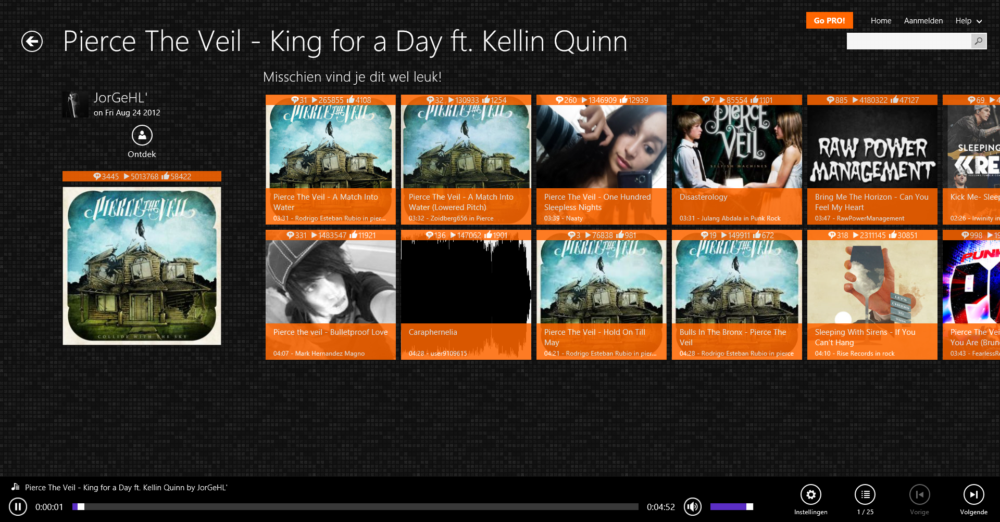 Go PRO!
Home
Aanmelden
Help
Pierce The Veil - King for a Day ft. Kellin Quinn
Misschien vind je dit wel leuk!
JorGeHL'
on Fri Aug 24 2012
Ontdek
3445 5013768 58422
PIERCE THE VEIL
COLLIDE WITH THE SKY
31 265855 4108
PIERCE THE VEIL
Pierce The Veil - A Match Into
Water
03:31 - Rodrigo Esteban Rubio in pier...
32 130933 1254
PIERCE THE VEIL
Pierce The Veil - A Match Into
Water (Lowered Pitch)
03:32 - Zoidberg656 in Pierce
260 1346909 12939
Pierce The Veil - One Hundred
Sleepless Nights
03:39 - Naaty
7 85554 1101
PIERCE
THE
VEIL
SELFISH MACHINES
Disasterology
03:31 - Julang Abdala in Punk Rock
885 4180322 47127
RAW POWER
MANAGEMENT
Bring Me The Horizon - Can You
Feel My Heart
03:47 - RawPowerManagement
69 4
SLEEPING
RE
Kick Me- Sleep
02:26 - Irwinity in
331 1483547 11921
Pierce the veil - Bulletproof Love
04:07 - Mark Hernandez Magno
136 147062 1901
Caraphernelia
04:28 - user9109615
3 76838 981
PIERCE THE VEIL
Pierce The Veil - Hold On Till
May
04:21 - Rodrigo Esteban Rubio in pier...
19 149911 672
PIERCE THE VEIL
Bulls In The Bronx - Pierce The
Veil
04:28 - Rodrigo Esteban Rubio in pierce
318 2311145 30851
LET'S
CHEERS
TO
THIS
Sleeping With Sirens - If You
Can't Hang
04:10 - Rise Records in rock
998 19
PUNK
Pierce The Vei
You Are (Brun
03:43 - FearlessRe
Pierce The Veil - King for a Day ft. Kellin Quinn by JorGeHL'
0:00:01
0:04:52
Instellingen
1 / 25
Vorige
Volgende